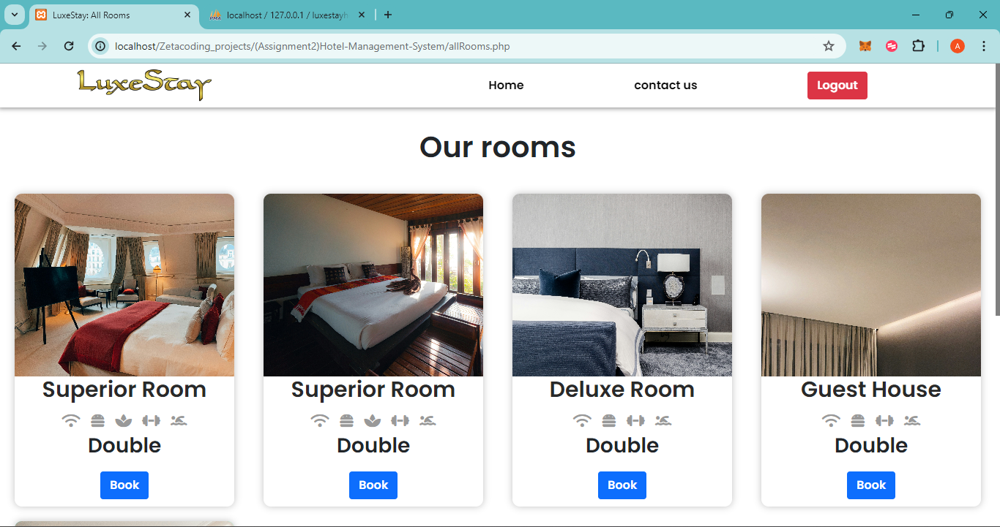 LuxeStay: All Rooms
localhost / 127.0.0.1 / luxestayh
localhost/Zetacoding_projects/(Assignment2)Hotel-Management-System/allRooms.php
A
LuxeStay
Home
contact us
Logout
Our rooms
Superior Room
Double
Book
Superior Room
Double
Book
Deluxe Room
Double
Book
Guest House
Double
Book